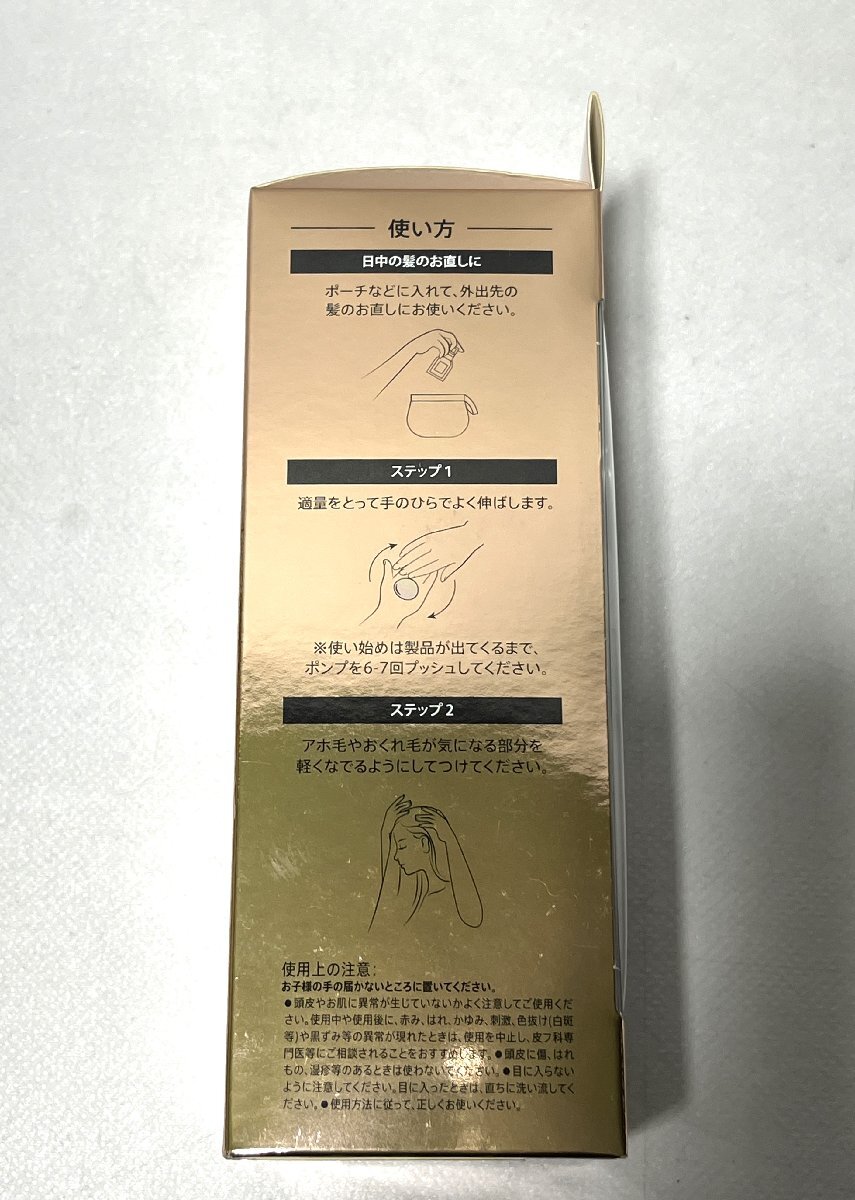 使い方
日中の髪のお直しに
ポーチなどに入れて、外出先の
髪のお直しにお使いください。
ステップ1
適量をとって手のひらでよく伸ばします。
※使い始めは製品が出てくるまで、
ポンプを6-7回プッシュしてください。
ステップ2
アホ毛やおくれ毛が気になる部分を
軽くなでるようにしてつけてください。
使用上の注意:
お子様の手の届かないところに置いてください。
●頭皮やお肌に異常が生じていないかよく注意してご使用くだ
さい。使用中や使用後に、赤み、はれ、かゆみ、刺激、色抜け(白斑
等)や黒ずみ等の異常が現れたときは、使用を中止し、皮フ科専
門医等にご相談されることをおすすめします。●頭皮に傷、はれ
もの、湿疹等のあるときは使わないでください。●目に入らない
ように注意してください。目に入ったときは、直ちに洗い流してく
ださい。●使用方法に従って、正しくお使いください。